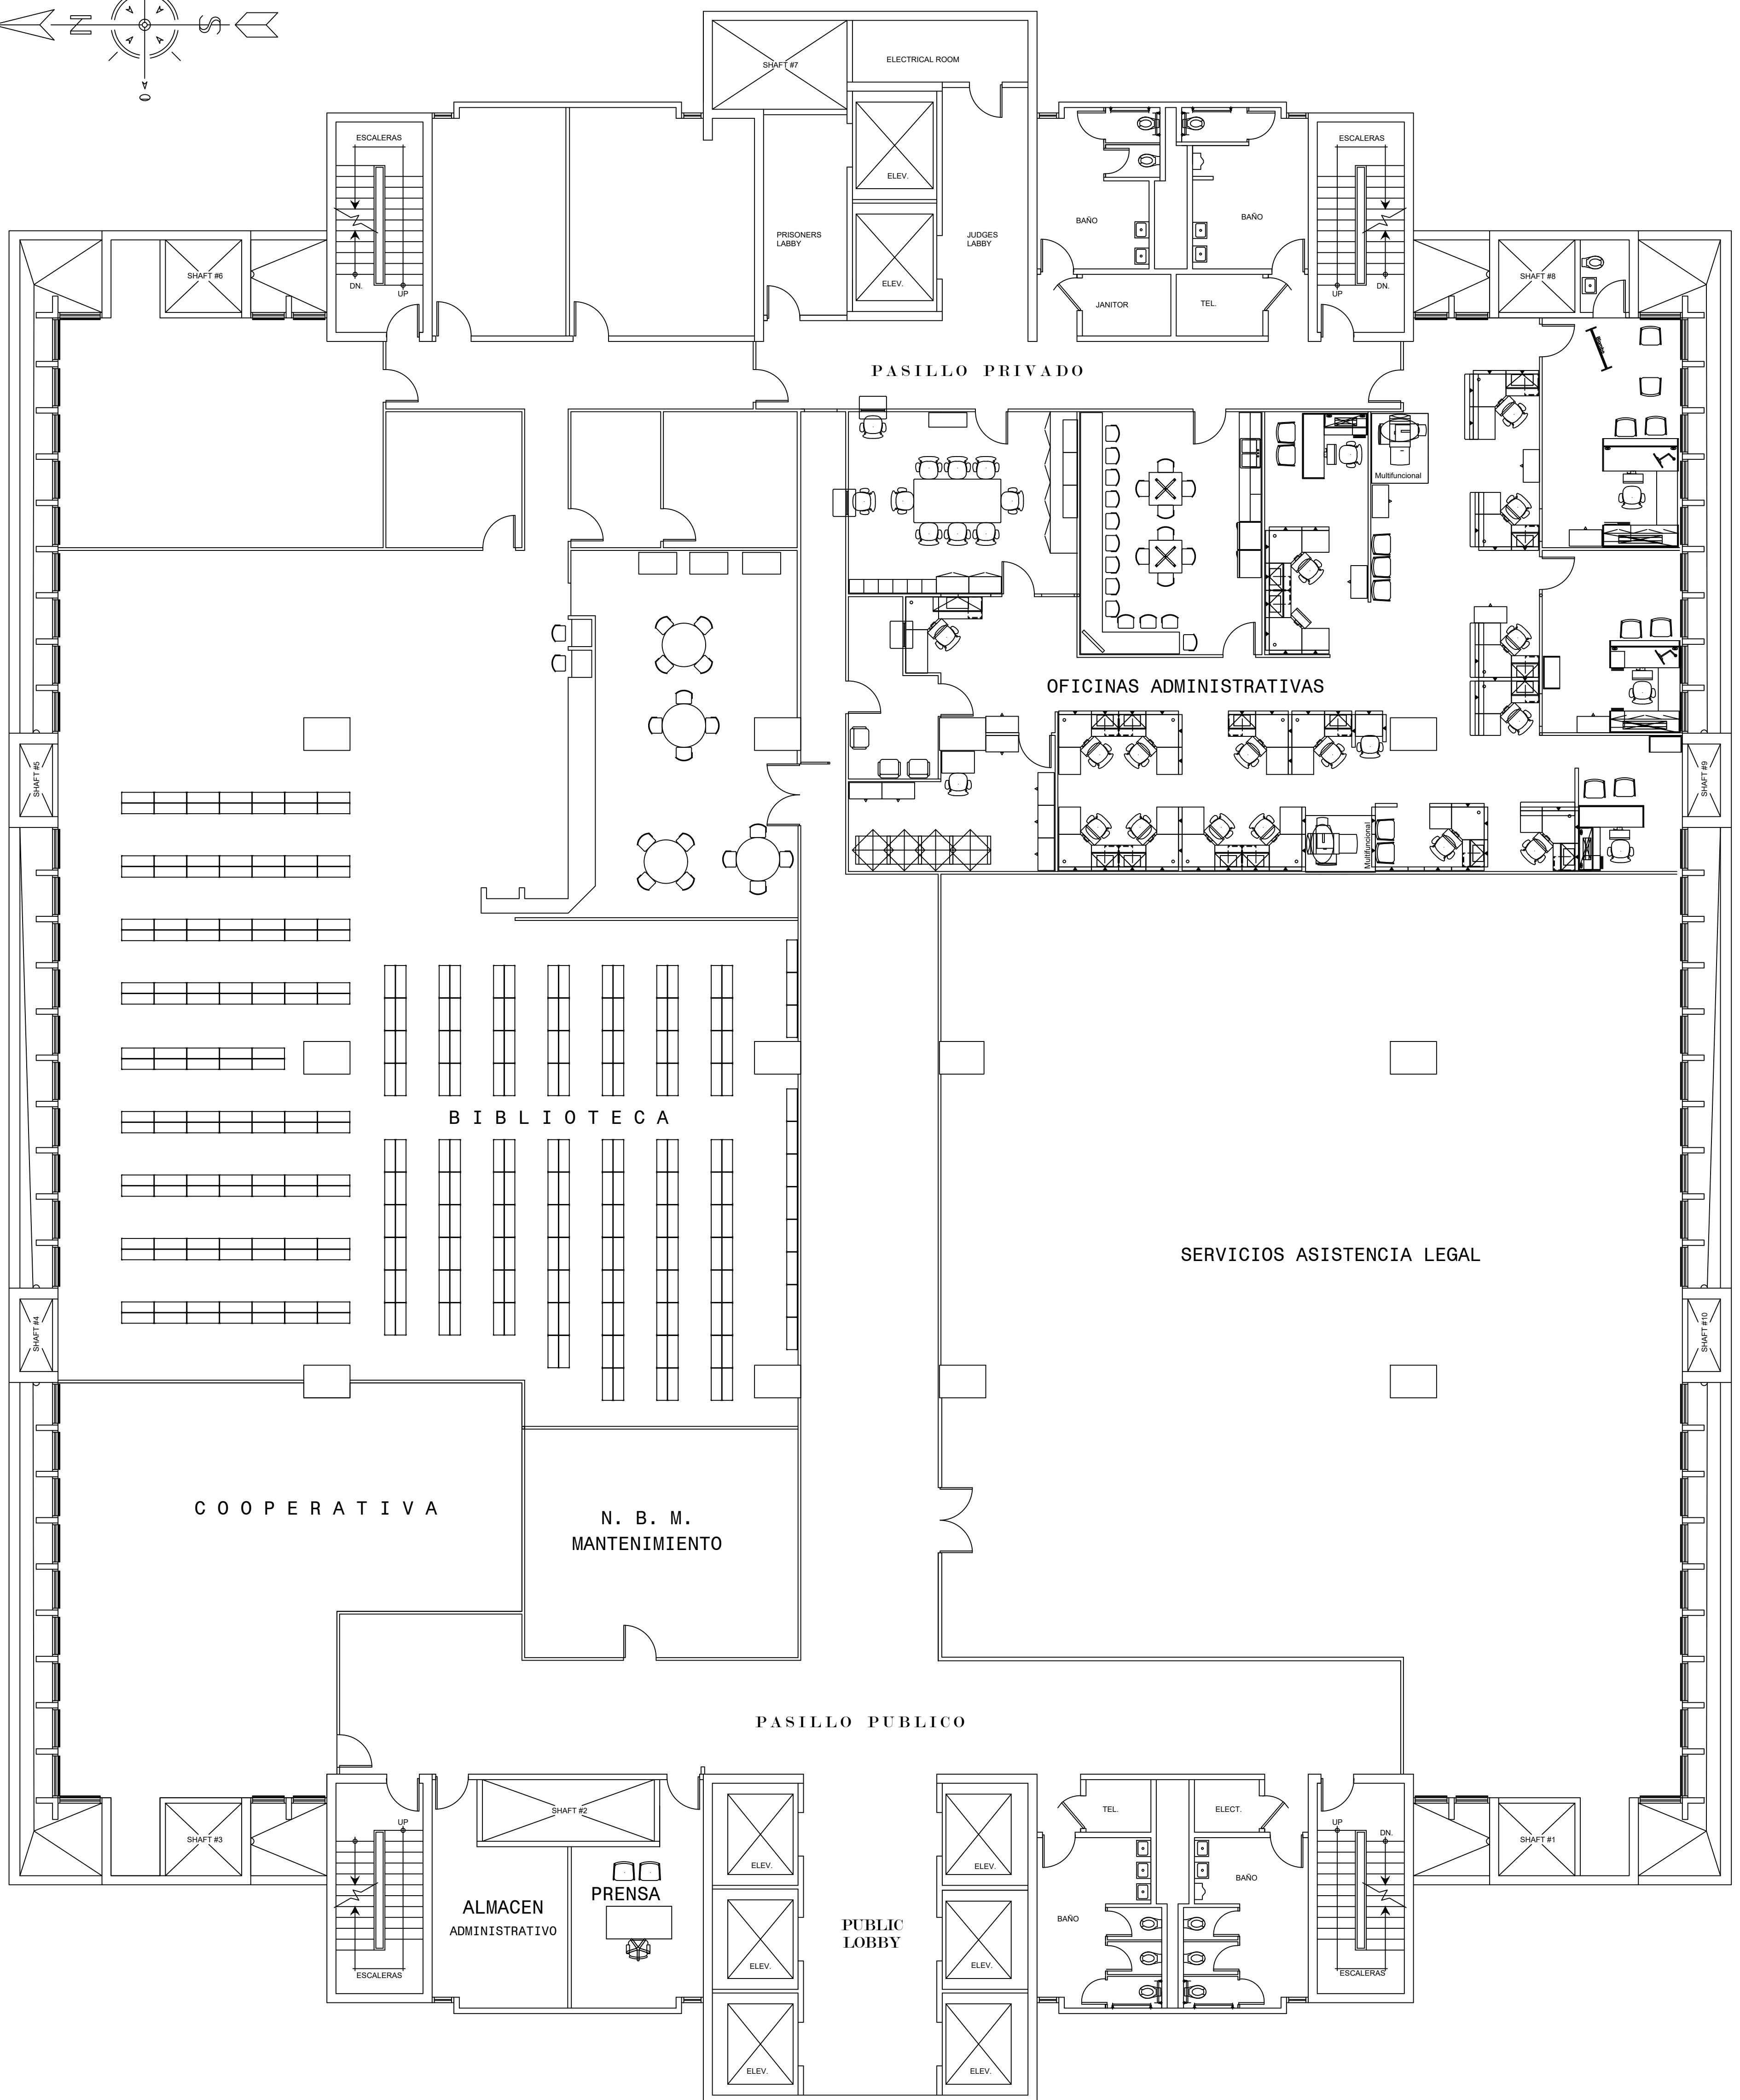 N
S
O
SHAFT #7
ELECTRICAL ROOM
ESCALERAS
ESCALERAS
ELEV.
BAÑO
BAÑO
PRISONERS
LABBY
JUDGES
LABBY
SHAFT #6
DN.
UP
ELEV.
JANITOR
TEL.
UP
DN.
SHAFT #8
PASILLO PRIVADO
Multifuncional
OFICINAS ADMINISTRATIVAS
SHAFT #5
SHAFT #9
Multifuncional
BIBLIOTECA
SERVICIOS ASISTENCIA LEGAL
SHAFT #4
SHAFT #10
COOPERATIVA
N. B. M.
MANTENIMIENTO
PASILLO PUBLICO
SHAFT #2
TEL.
ELECT.
UP
UP
DN.
SHAFT #3
SHAFT #1
ELEV.
ELEV.
BAÑO
PRENSA
ALMACEN
ADMINISTRATIVO
BAÑO
PUBLIC
LOBBY
ELEV.
ELEV.
ESCALERAS
ESCALERAS
ELEV.
ELEV.